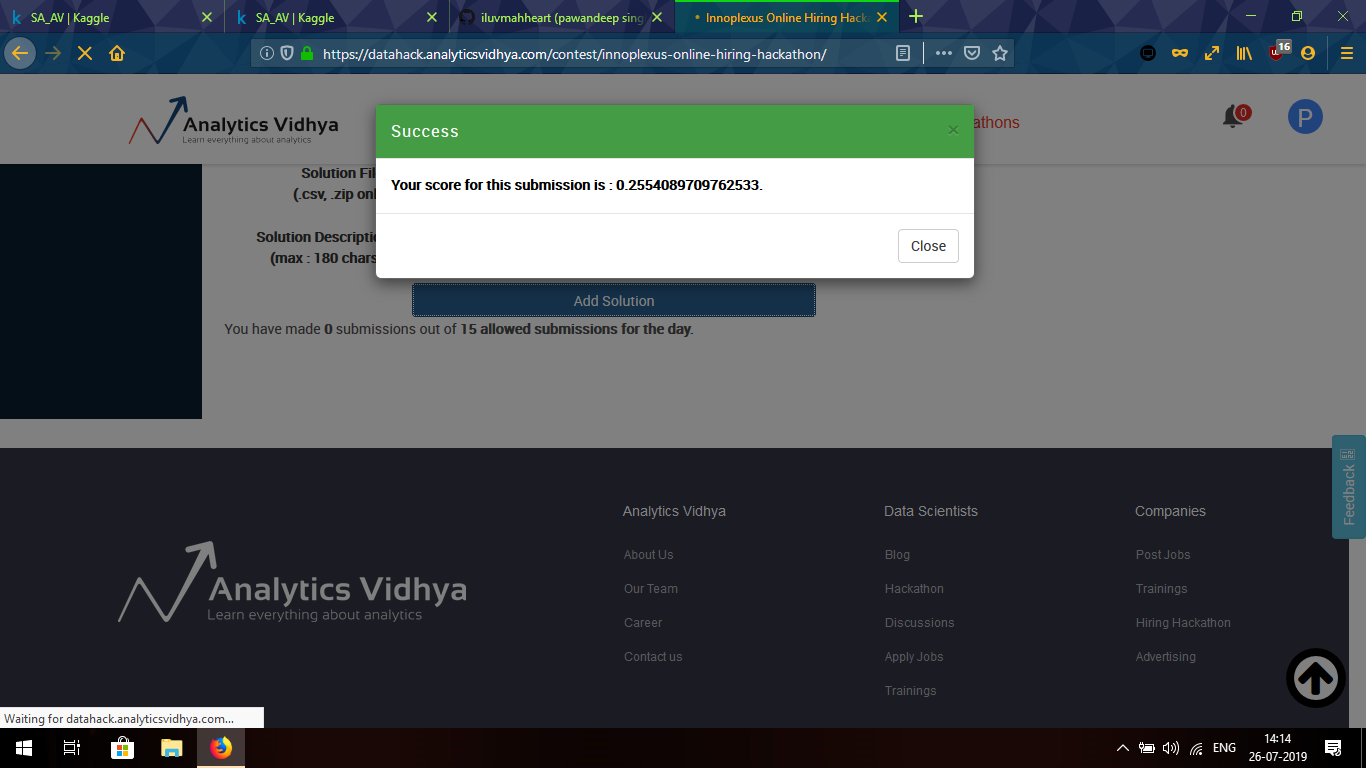 SA_AV | Kaggle
SA_AV | Kaggle
iluvmahheart (pawandeep sing
Innoplexus Online Hiring Hack
https://datahack.analyticsvidhya.com/contest/innoplexus-online-hiring-hackathon/
16
Analytics Vidhya
Learn everything about analytics
athons
0
P
Success
×
Your score for this submission is : 0.2554089709762533.
Close
Solution Fil
(.csv, .zip onl
Solution Descriptio
(max : 180 chars
Add Solution
You have made 0 submissions out of 15 allowed submissions for the day.
Feedback
Analytics Vidhya
Learn everything about analytics
Analytics Vidhya
About Us
Our Team
Career
Contact us
Data Scientists
Blog
Hackathon
Discussions
Apply Jobs
Trainings
Companies
Post Jobs
Trainings
Hiring Hackathon
Advertising
Waiting for datahack.analyticsvidhya.com...
ENG
14:14
26-07-2019